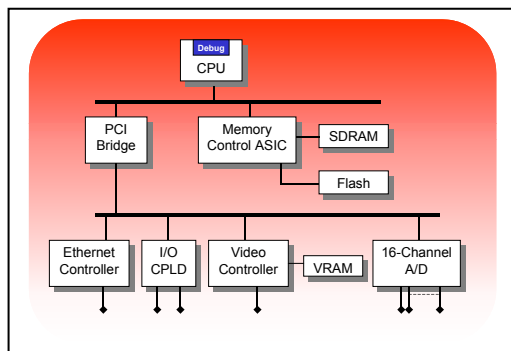 Debug
CPU
PCI
Bridge
Memory
Control ASIC
SDRAM
Flash
Ethernet
Controller
I/O
CPLD
Video
Controller
VRAM
16-Channel
A/D